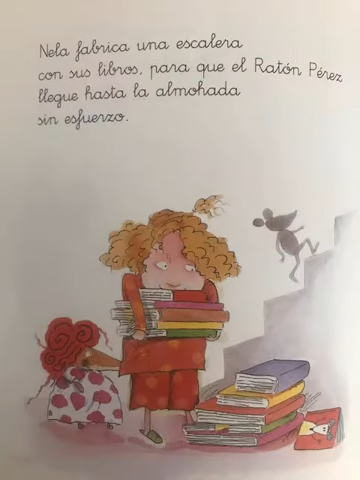 Nela fabrica una escalera
con sus libros, para que el Ratón Pérez
llegue hasta la almohada
sin esfuerzo.